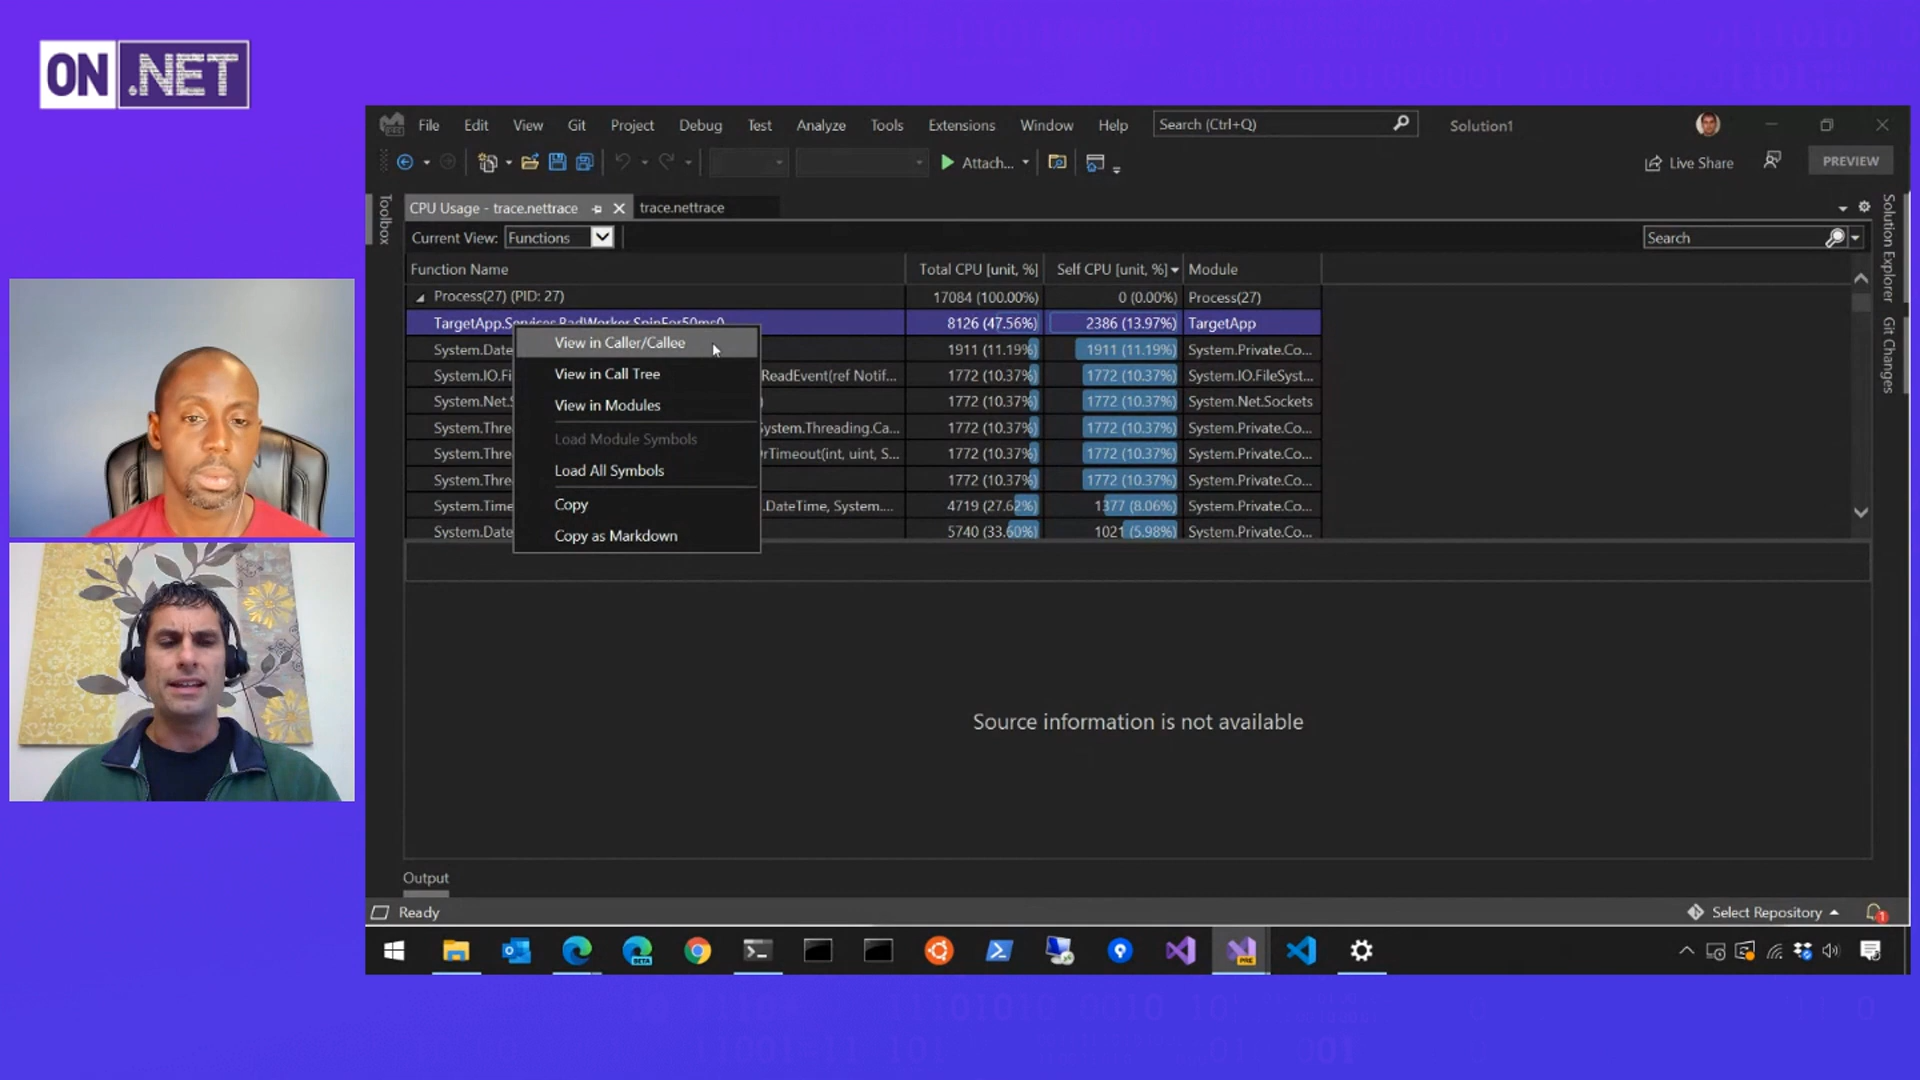 ON .NET
File Edit View Git Project Debug Test Analyze Tools Extensions Window Help Search (Ctrl+Q) Solution1
Attach... Live Share PREVIEW
Toolbox
CPU Usage - trace.nettrace trace.nettrace
Current View: Functions Search
Function Name Total CPU [unit, %] Self CPU [unit, %] Module
Process(27) (PID: 27) 17084 (100.00%) 0 (0.00%) Process(27)
TargetApp.Services.BadWorker.SpinFor50ms() 8126 (47.56%) 2386 (13.97%) TargetApp
System.Date 1911 (11.19%) 1911 (11.19%) System.Private.Co...
System.IO.Fi ReadEvent(ref Notif... 1772 (10.37%) 1772 (10.37%) System.IO.FileSyst...
System.Net.S ) 1772 (10.37%) 1772 (10.37%) System.Net.Sockets
System.Thre ystem.Threading.Ca... 1772 (10.37%) 1772 (10.37%) System.Private.Co...
System.Thre rTimeout(int, uint, S... 1772 (10.37%) 1772 (10.37%) System.Private.Co...
System.Thre 1772 (10.37%) 1772 (10.37%) System.Private.Co...
System.Time .DateTime, System.... 4719 (27.62%) 1377 (8.06%) System.Private.Co...
System.Date 5740 (33.60%) 1021 (5.98%) System.Private.Co...
View in Caller/Callee
View in Call Tree
View in Modules
Load Module Symbols
Load All Symbols
Copy
Copy as Markdown
Solution Explorer
Git Changes
Source information is not available
Output
Ready Select Repository 1
BETA
PRE